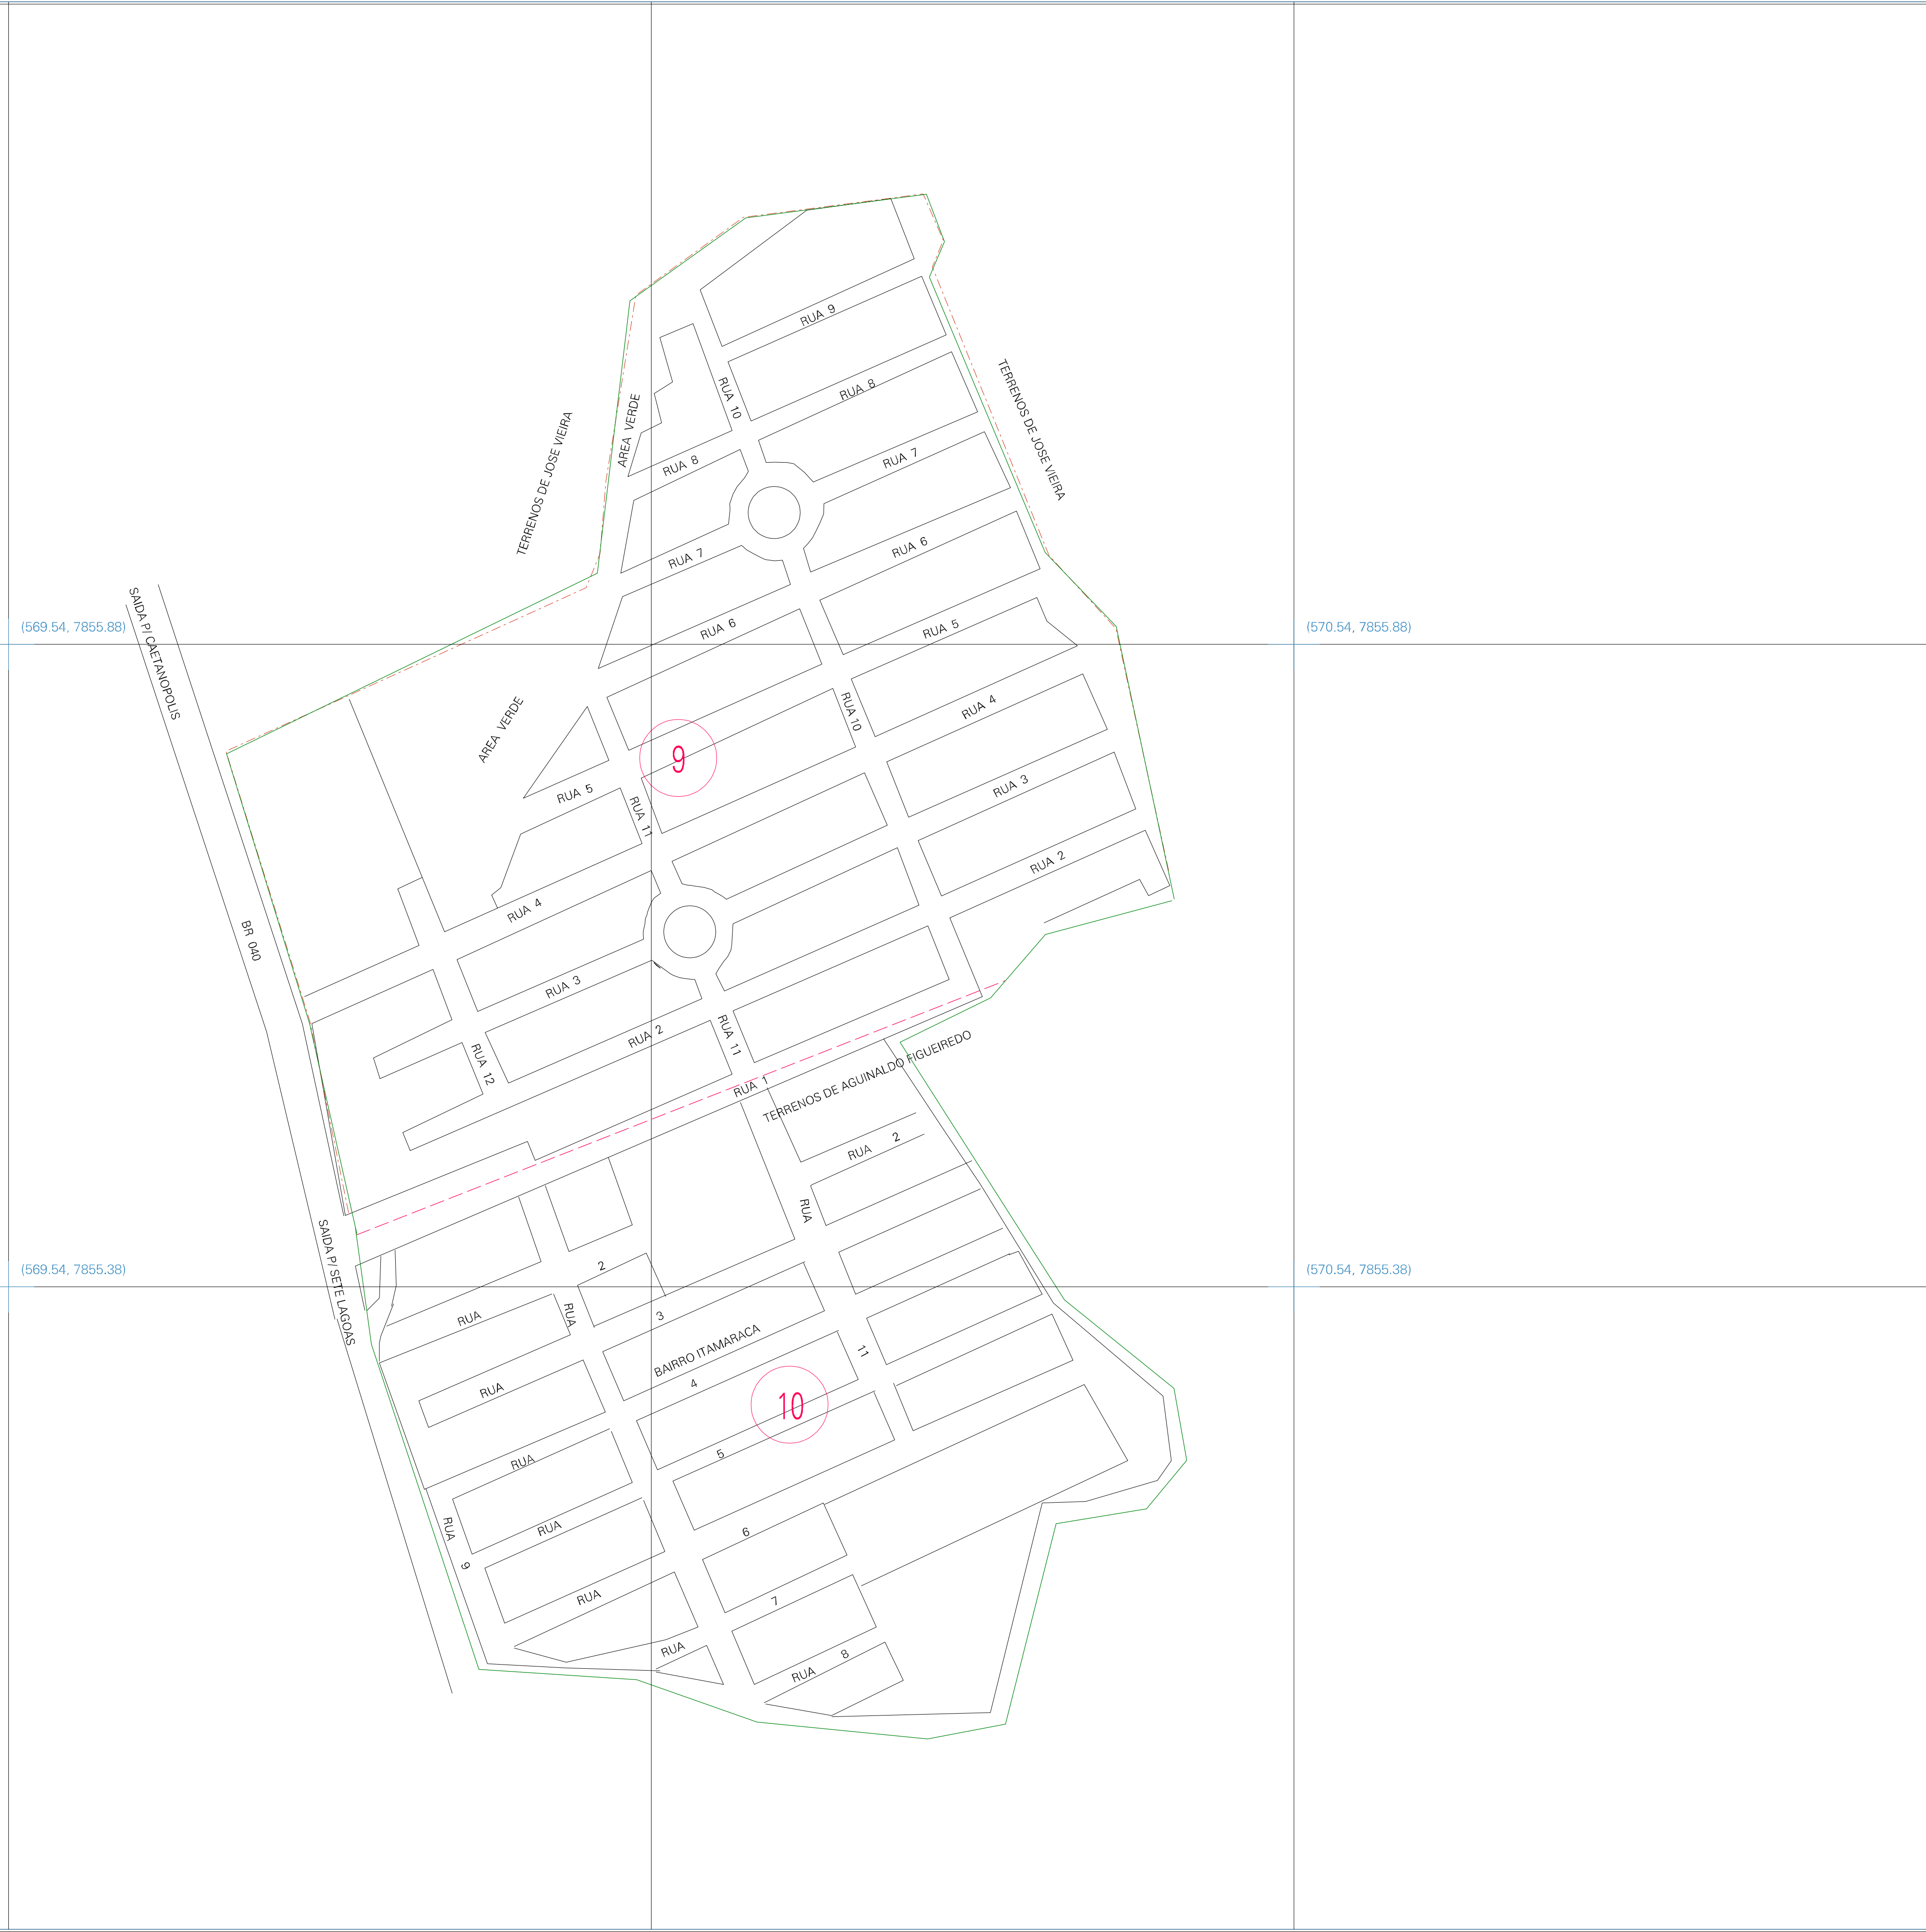 RUA 9
TERRENOS DE JOSE VIEIRA
RUA 10
RUA 8
AREA VERDE
TERRENOS DE JOSE VIEIRA
RUA 8
RUA 7
RUA 7
RUA 6
SAIDA P/ CAETANOPOLIS
(569.54, 7855.88)
RUA 6
RUA 5
(570.54, 7855.88)
AREA VERDE
RUA 10
RUA 4
9
RUA 5
RUA 11
RUA 3
RUA 2
RUA 4
BR 040
RUA 3
RUA 2
RUA 11
RUA 12
RUA 1
TERRENOS DE AGUINALDO FIGUEIREDO
RUA 2
RUA
SAIDA P/ SETE LAGOAS
(569.54, 7855.38)
2
(570.54, 7855.38)
RUA
RUA
3
BAIRRO ITAMARACA
11
RUA
4
10
RUA
5
RUA
9
RUA
6
RUA
7
RUA
RUA 8